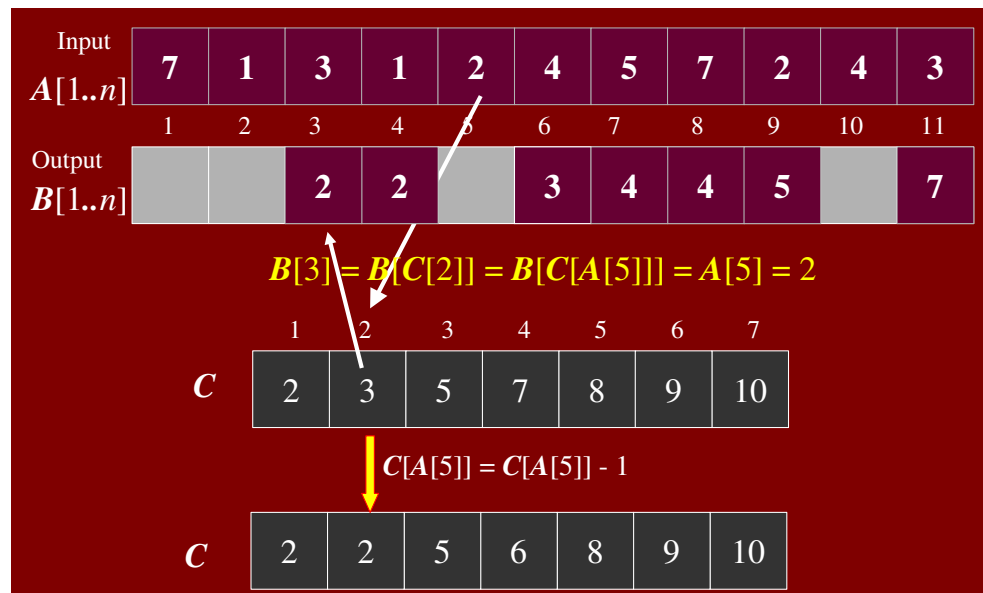 Input
A[1..n]
7 1 3 1 2 4 5 7 2 4 3
1 2 3 4 5 6 7 8 9 10 11
Output
B[1..n]
2 2 3 4 4 5 7
B[3] = B[C[2]] = B[C[A[5]]] = A[5] = 2
1 2 3 4 5 6 7
C
2 3 5 7 8 9 10
C[A[5]] = C[A[5]] - 1
C
2 2 5 6 8 9 10